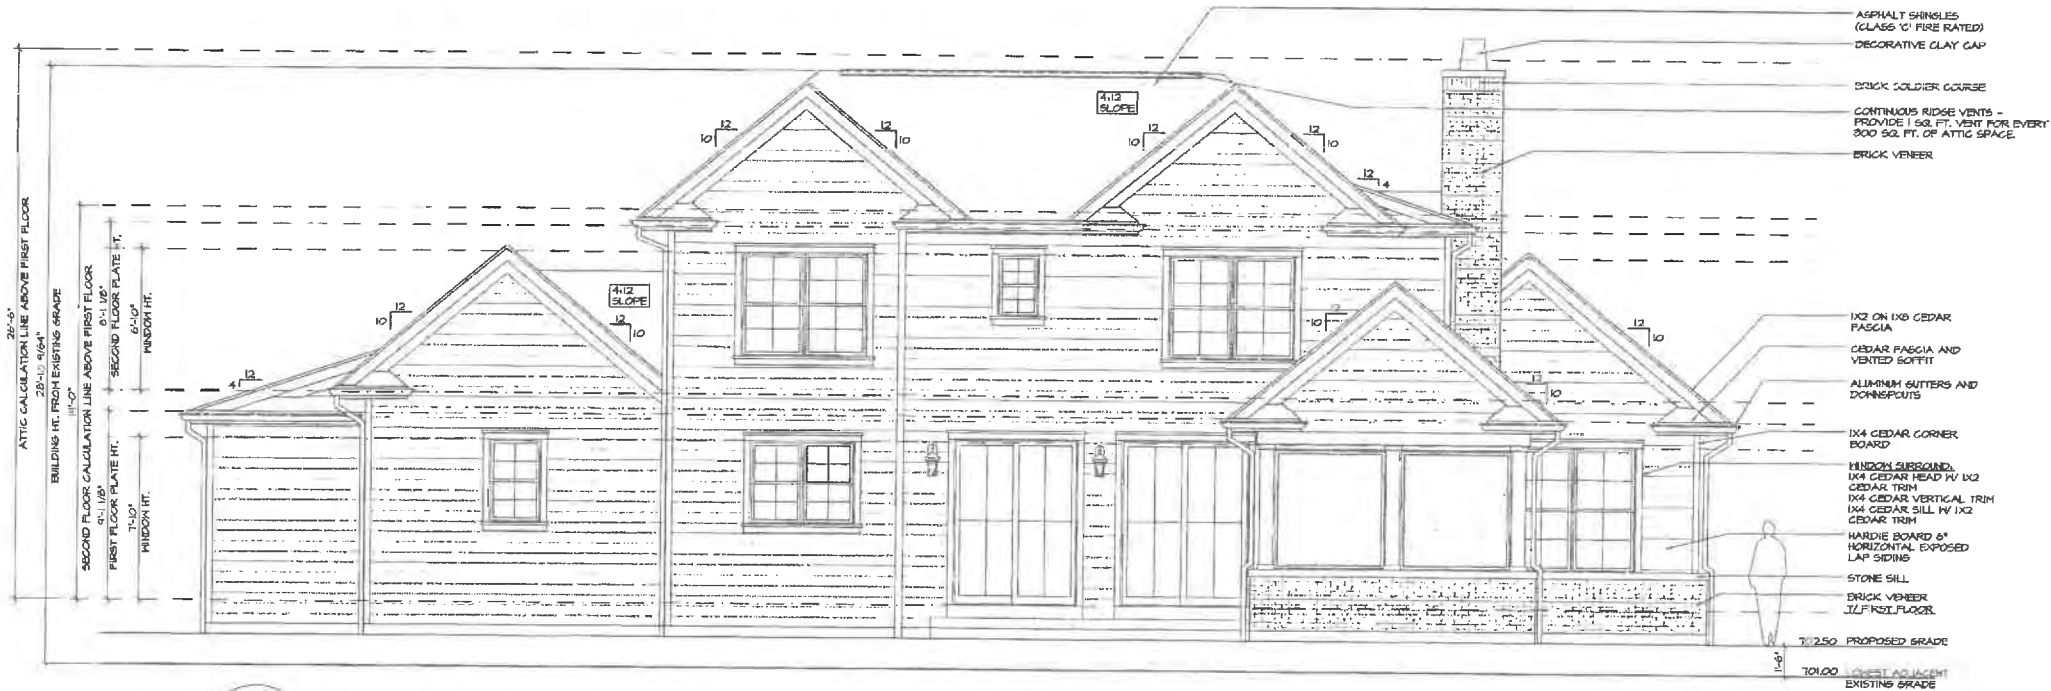 26'-6"
ATTIC CALCULATION LINE ABOVE FIRST FLOOR
28'-10 9/64"
BUILDING HT. FROM EXISTING GRADE
11'-0"
SECOND FLOOR CALCULATION LINE ABOVE FIRST FLOOR
8'-1 1/8"
SECOND FLOOR PLATE HT.
9'-1 1/8"
FIRST FLOOR PLATE HT.
6'-10"
WINDOW HT.
7'-10"
WINDOW HT.
12
4
12
10
4:12
SLOPE
12
10
12
10
12
10
4:12
SLOPE
12
10
12
10
12
4
12
10
12
10
12
10
ASPHALT SHINGLES
(CLASS 'C' FIRE RATED)
DECORATIVE CLAY CAP
BRICK SOLDIER COURSE
CONTINUOUS RIDGE VENTS -
PROVIDE 1 SQ. FT. VENT FOR EVERY
300 SQ. FT. OF ATTIC SPACE.
BRICK VENEER
1X2 ON 1X8 CEDAR
FASCIA
CEDAR FASCIA AND
VENTED SOFFIT
ALUMINUM GUTTERS AND
DOWNSPOUTS
1X4 CEDAR CORNER
BOARD
WINDOW SURROUND:
1X4 CEDAR HEAD W/ 1X2
CEDAR TRIM
1X4 CEDAR VERTICAL TRIM
1X4 CEDAR SILL W/ 1X2
CEDAR TRIM
HARDIE BOARD 6"
HORIZONTAL EXPOSED
LAP SIDING
STONE SILL
BRICK VENEER
T/FIRST FLOOR
702.50 PROPOSED GRADE
1'-6"
701.00 LOWEST ADJACENT
EXISTING GRADE